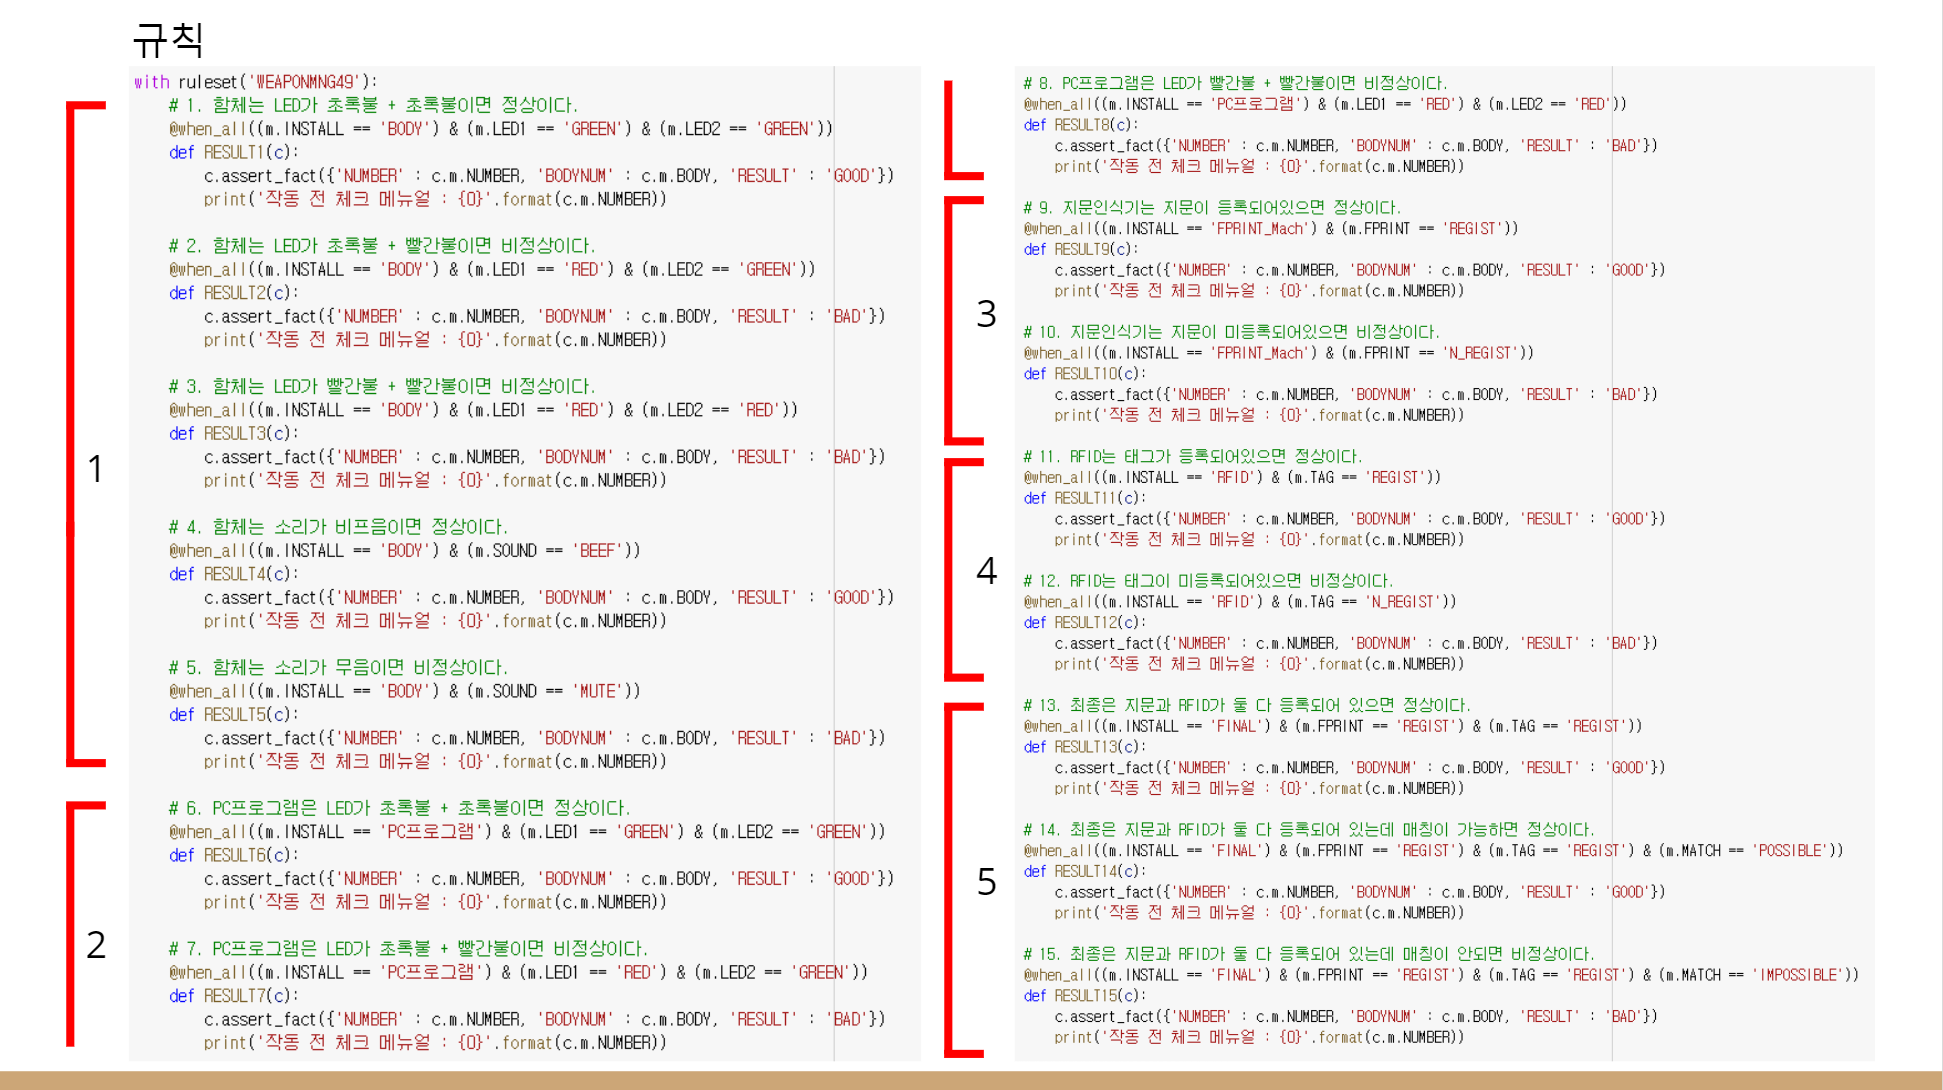 규칙
with ruleset('WEAPONMNG49'):
# 1. 함체는 LED가 초록불 + 초록불이면 정상이다.
@when_all((m.INSTALL == 'BODY') & (m.LED1 == 'GREEN') & (m.LED2 == 'GREEN'))
def RESULT1(c):
c.assert_fact({'NUMBER' : c.m.NUMBER, 'BODYNUM' : c.m.BODY, 'RESULT' : 'GOOD'})
print('작동 전 체크 메뉴얼 : {0}'.format(c.m.NUMBER))
# 2. 함체는 LED가 초록불 + 빨간불이면 비정상이다.
@when_all((m.INSTALL == 'BODY') & (m.LED1 == 'RED') & (m.LED2 == 'GREEN'))
def RESULT2(c):
c.assert_fact({'NUMBER' : c.m.NUMBER, 'BODYNUM' : c.m.BODY, 'RESULT' : 'BAD'})
print('작동 전 체크 메뉴얼 : {0}'.format(c.m.NUMBER))
# 3. 함체는 LED가 빨간불 + 빨간불이면 비정상이다.
@when_all((m.INSTALL == 'BODY') & (m.LED1 == 'RED') & (m.LED2 == 'RED'))
def RESULT3(c):
c.assert_fact({'NUMBER' : c.m.NUMBER, 'BODYNUM' : c.m.BODY, 'RESULT' : 'BAD'})
print('작동 전 체크 메뉴얼 : {0}'.format(c.m.NUMBER))
1
# 4. 함체는 소리가 비프음이면 정상이다.
@when_all((m.INSTALL == 'BODY') & (m.SOUND == 'BEEF'))
def RESULT4(c):
c.assert_fact({'NUMBER' : c.m.NUMBER, 'BODYNUM' : c.m.BODY, 'RESULT' : 'GOOD'})
print('작동 전 체크 메뉴얼 : {0}'.format(c.m.NUMBER))
# 5. 함체는 소리가 무음이면 비정상이다.
@when_all((m.INSTALL == 'BODY') & (m.SOUND == 'MUTE'))
def RESULT5(c):
c.assert_fact({'NUMBER' : c.m.NUMBER, 'BODYNUM' : c.m.BODY, 'RESULT' : 'BAD'})
print('작동 전 체크 메뉴얼 : {0}'.format(c.m.NUMBER))
# 6. PC프로그램은 LED가 초록불 + 초록불이면 정상이다.
@when_all((m.INSTALL == 'PC프로그램') & (m.LED1 == 'GREEN') & (m.LED2 == 'GREEN'))
def RESULT6(c):
c.assert_fact({'NUMBER' : c.m.NUMBER, 'BODYNUM' : c.m.BODY, 'RESULT' : 'GOOD'})
print('작동 전 체크 메뉴얼 : {0}'.format(c.m.NUMBER))
2
# 7. PC프로그램은 LED가 초록불 + 빨간불이면 비정상이다.
@when_all((m.INSTALL == 'PC프로그램') & (m.LED1 == 'RED') & (m.LED2 == 'GREEN'))
def RESULT7(c):
c.assert_fact({'NUMBER' : c.m.NUMBER, 'BODYNUM' : c.m.BODY, 'RESULT' : 'BAD'})
print('작동 전 체크 메뉴얼 : {0}'.format(c.m.NUMBER))
# 8. PC프로그램은 LED가 빨간불 + 빨간불이면 비정상이다.
@when_all((m.INSTALL == 'PC프로그램') & (m.LED1 == 'RED') & (m.LED2 == 'RED'))
def RESULT8(c):
c.assert_fact({'NUMBER' : c.m.NUMBER, 'BODYNUM' : c.m.BODY, 'RESULT' : 'BAD'})
print('작동 전 체크 메뉴얼 : {0}'.format(c.m.NUMBER))
# 9. 지문인식기는 지문이 등록되어있으면 정상이다.
@when_all((m.INSTALL == 'FPRINT_Mach') & (m.FPRINT == 'REGIST'))
def RESULT9(c):
c.assert_fact({'NUMBER' : c.m.NUMBER, 'BODYNUM' : c.m.BODY, 'RESULT' : 'GOOD'})
print('작동 전 체크 메뉴얼 : {0}'.format(c.m.NUMBER))
3
# 10. 지문인식기는 지문이 미등록되어있으면 비정상이다.
@when_all((m.INSTALL == 'FPRINT_Mach') & (m.FPRINT == 'N_REGIST'))
def RESULT10(c):
c.assert_fact({'NUMBER' : c.m.NUMBER, 'BODYNUM' : c.m.BODY, 'RESULT' : 'BAD'})
print('작동 전 체크 메뉴얼 : {0}'.format(c.m.NUMBER))
# 11. RFID는 태그가 등록되어있으면 정상이다.
@when_all((m.INSTALL == 'RFID') & (m.TAG == 'REGIST'))
def RESULT11(c):
c.assert_fact({'NUMBER' : c.m.NUMBER, 'BODYNUM' : c.m.BODY, 'RESULT' : 'GOOD'})
print('작동 전 체크 메뉴얼 : {0}'.format(c.m.NUMBER))
4
# 12. RFID는 태그이 미등록되어있으면 비정상이다.
@when_all((m.INSTALL == 'RFID') & (m.TAG == 'N_REGIST'))
def RESULT12(c):
c.assert_fact({'NUMBER' : c.m.NUMBER, 'BODYNUM' : c.m.BODY, 'RESULT' : 'BAD'})
print('작동 전 체크 메뉴얼 : {0}'.format(c.m.NUMBER))
# 13. 최종은 지문과 RFID가 둘 다 등록되어 있으면 정상이다.
@when_all((m.INSTALL == 'FINAL') & (m.FPRINT == 'REGIST') & (m.TAG == 'REGIST'))
def RESULT13(c):
c.assert_fact({'NUMBER' : c.m.NUMBER, 'BODYNUM' : c.m.BODY, 'RESULT' : 'GOOD'})
print('작동 전 체크 메뉴얼 : {0}'.format(c.m.NUMBER))
# 14. 최종은 지문과 RFID가 둘 다 등록되어 있는데 매칭이 가능하면 정상이다.
@when_all((m.INSTALL == 'FINAL') & (m.FPRINT == 'REGIST') & (m.TAG == 'REGIST') & (m.MATCH == 'POSSIBLE'))
def RESULT14(c):
5
c.assert_fact({'NUMBER' : c.m.NUMBER, 'BODYNUM' : c.m.BODY, 'RESULT' : 'GOOD'})
print('작동 전 체크 메뉴얼 : {0}'.format(c.m.NUMBER))
# 15. 최종은 지문과 RFID가 둘 다 등록되어 있는데 매칭이 안되면 비정상이다.
@when_all((m.INSTALL == 'FINAL') & (m.FPRINT == 'REGIST') & (m.TAG == 'REGIST') & (m.MATCH == 'IMPOSSIBLE'))
def RESULT15(c):
c.assert_fact({'NUMBER' : c.m.NUMBER, 'BODYNUM' : c.m.BODY, 'RESULT' : 'BAD'})
print('작동 전 체크 메뉴얼 : {0}'.format(c.m.NUMBER))